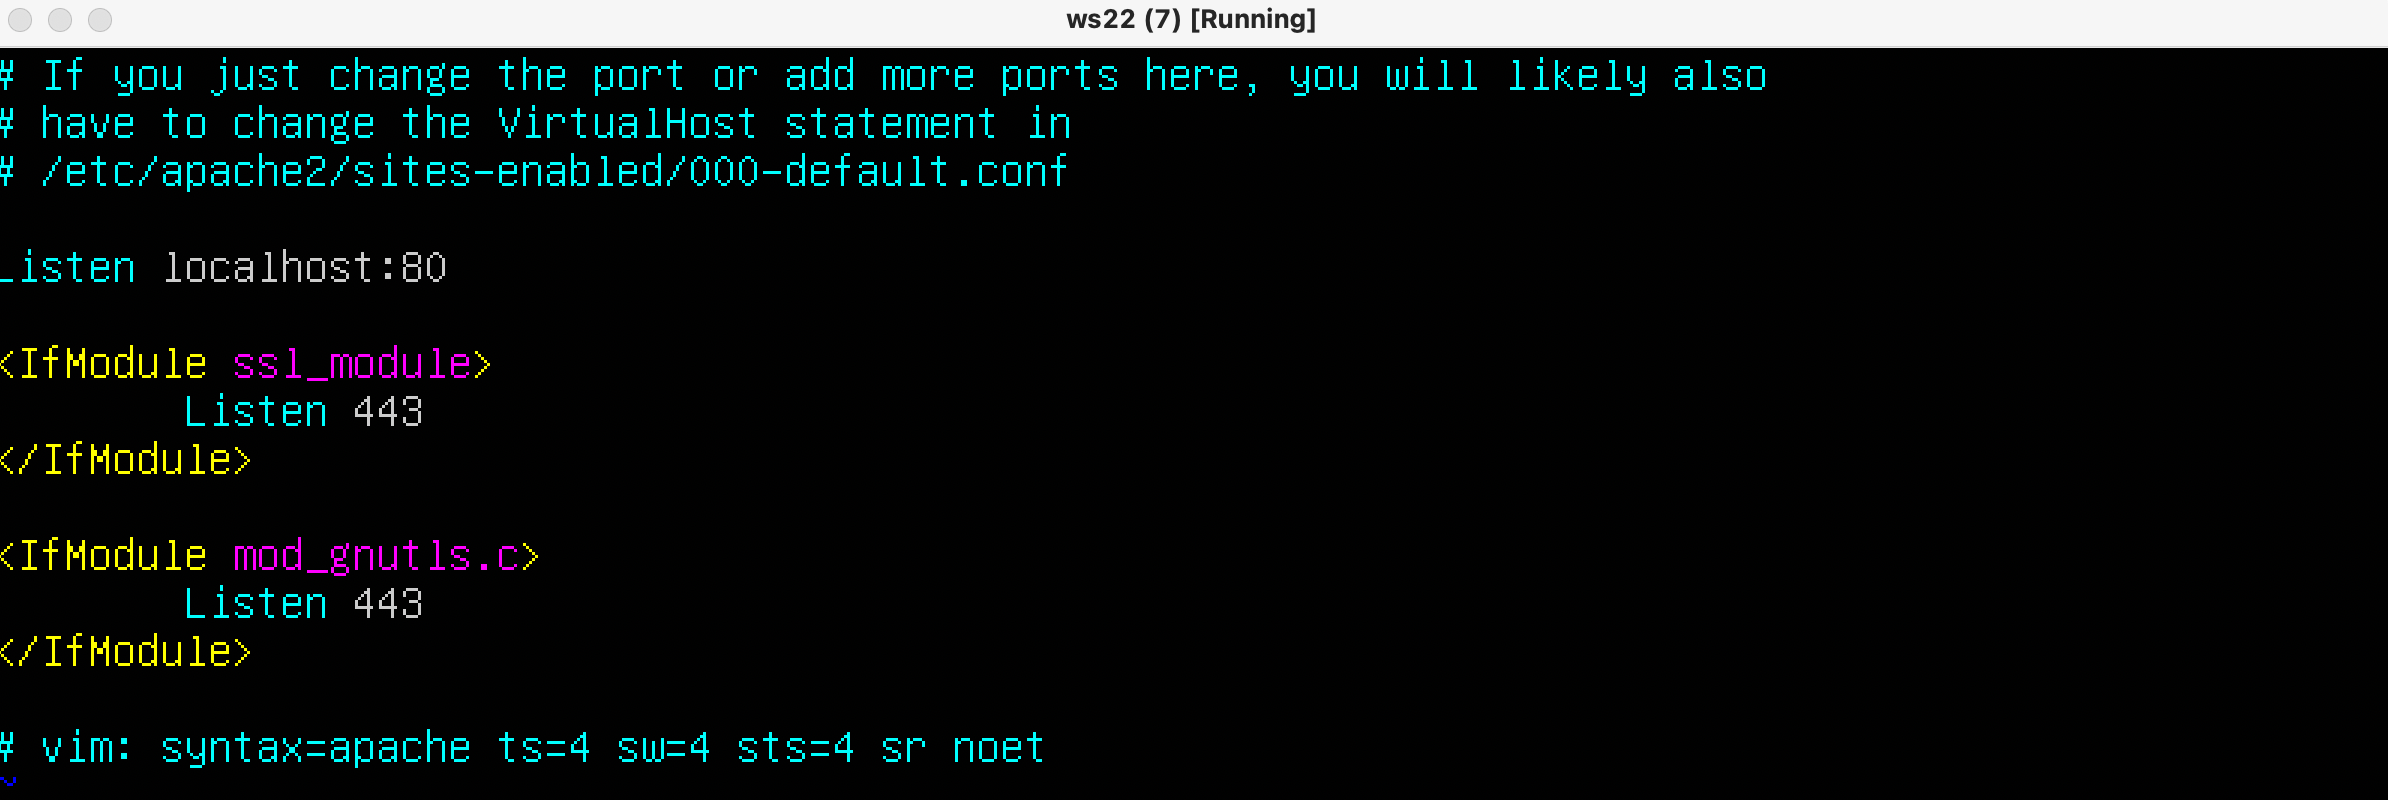 ws22 (7) [Running]
# If you just change the port or add more ports here, you will likely also
# have to change the VirtualHost statement in
# /etc/apache2/sites-enabled/000-default.conf
Listen localhost:80
<IfModule ssl_module>
Listen 443
</IfModule>
<IfModule mod_gnutls.c>
Listen 443
</IfModule>
# vim: syntax=apache ts=4 sw=4 sts=4 sr noet
~